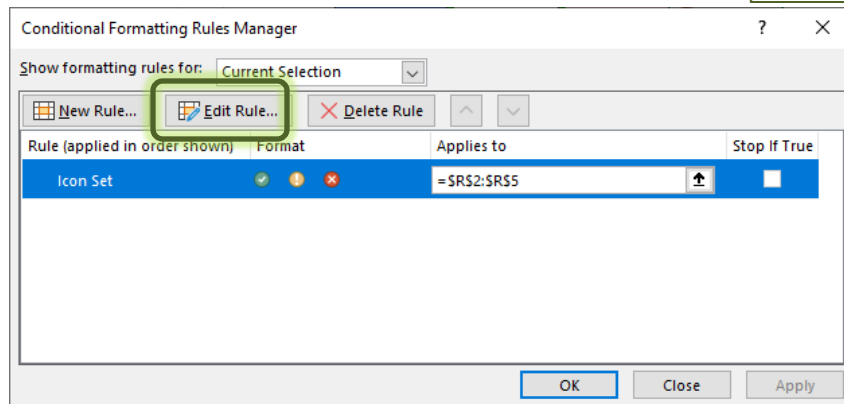 Conditional Formatting Rules Manager ? ×
Show formatting rules for: Current Selection
New Rule... Edit Rule... Delete Rule
Rule (applied in order shown) Format Applies to Stop If True
Icon Set =$R$2:$R$5
OK Close Apply